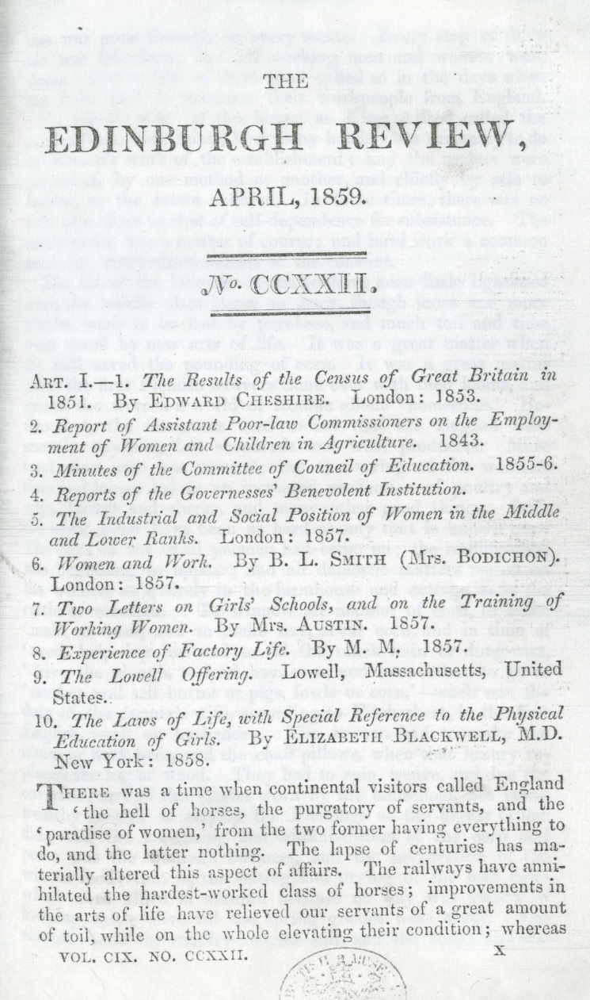 THE
EDINBURGH REVIEW,
APRIL, 1859.
No. CCXXII.
ART. I.—1. The Results of the Census of Great Britain in
1851. By EDWARD CHESHIRE. London: 1853.
2. Report of Assistant Poor-law Commissioners on the Employ-
ment of Women and Children in Agriculture. 1843.
3. Minutes of the Committee of Council of Education. 1855-6.
4. Reports of the Governesses' Benevolent Institution.
5. The Industrial and Social Position of Women in the Middle
and Lower Ranks. London: 1857.
6. Women and Work. By B. L. SMITH (Mrs. BODICHON).
London: 1857.
7. Two Letters on Girls' Schools, and on the Training of
Working Women. By Mrs. AUSTIN. 1857.
8. Experience of Factory Life. By M. M. 1857.
9. The Lowell Offering. Lowell, Massachusetts, United
States.
10. The Laws of Life, with Special Reference to the Physical
Education of Girls. By ELIZABETH BLACKWELL, M.D.
New York: 1858.
THERE was a time when continental visitors called England
'the hell of horses, the purgatory of servants, and the
'paradise of women,' from the two former having everything to
do, and the latter nothing. The lapse of centuries has ma-
terially altered this aspect of affairs. The railways have anni-
hilated the hardest-worked class of horses; improvements in
the arts of life have relieved our servants of a great amount
of toil, while on the whole elevating their condition; whereas
VOL. CIX. NO. CCXXII. X